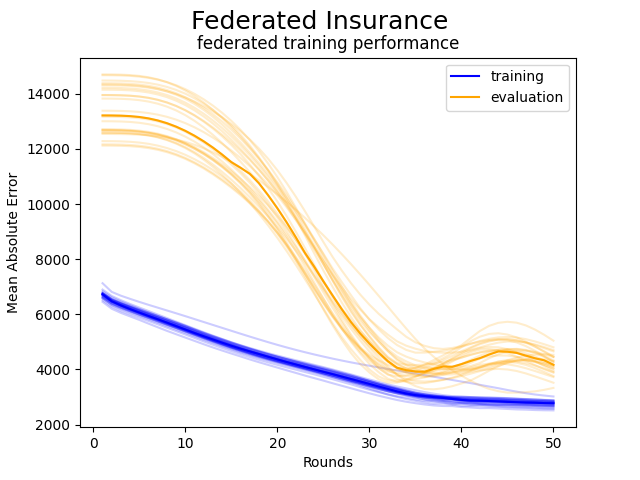 Federated Insurance
federated training performance
training
evaluation
Mean Absolute Error
14000
12000
10000
8000
6000
4000
2000
0 10 20 30 40 50
Rounds